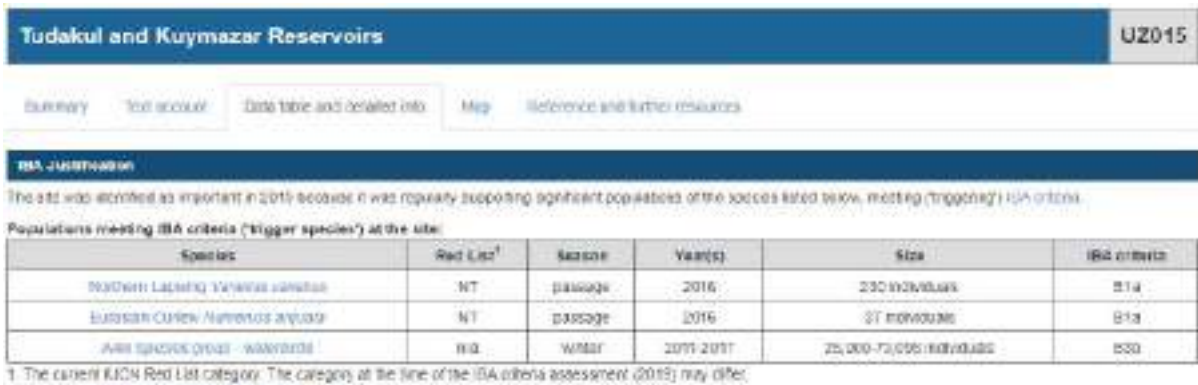 Tudakul and Kuymazar Reservoirs UZ015
Summary Text account Data table and detailed info Map Reference and further resources
IBA Justification
The site was identified as important in 2019 because it was regularly supporting significant populations of the species listed below, meeting ('triggering') IBA criteria.
Populations meeting IBA criteria ('trigger species') at the site:
Species Red List¹ Season Year(s) Size IBA criteria
Northern Lapwing Vanellus vanellus NT passage 2016 230 individuals B1a
Eurasian Curlew Numenius arquata NT passage 2016 37 individuals B1a
species group - waterbirds n/a winter individuals
1. The current IUCN Red List category. The category at the time of the IBA criteria assessment (2019) may differ.